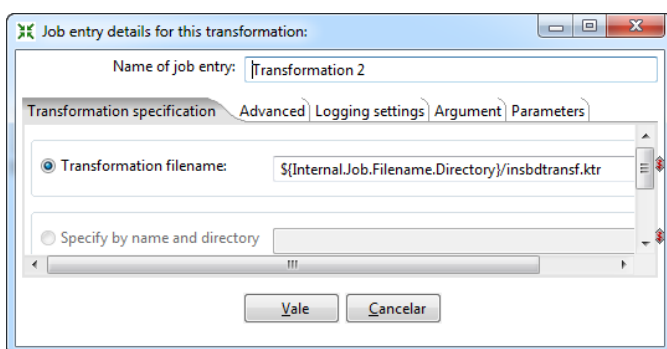 Job entry details for this transformation:
Name of job entry: Transformation 2
Transformation specification Advanced Logging settings Argument Parameters
Transformation filename: ${Internal.Job.Filename.Directory}/insbdtransf.ktr
Specify by name and directory
Vale Cancelar